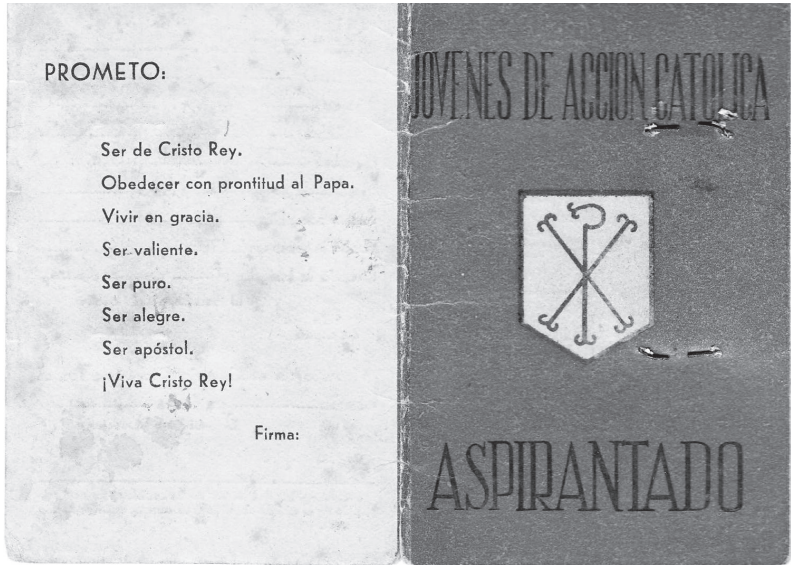 PROMETO:
Ser de Cristo Rey.
Obedecer con prontitud al Papa.
Vivir en gracia.
Ser valiente.
Ser puro.
Ser alegre.
Ser apóstol.
¡Viva Cristo Rey!
Firma:
JOVENES DE ACCION CATOLICA
ASPIRANTADO